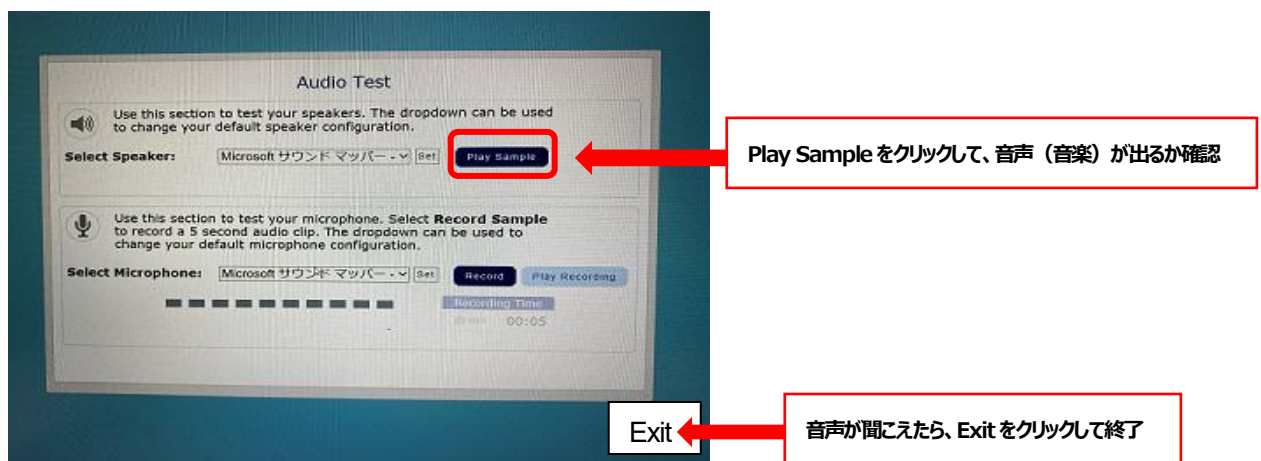 Audio Test
Use this section to test your speakers. The dropdown can be used
to change your default speaker configuration.
Select Speaker: Microsoft サウンド マッパー - Set Play Sample
Play Sample をクリックして、音声（音楽）が出るか確認
Use this section to test your microphone. Select Record Sample
to record a 5 second audio clip. The dropdown can be used to
change your default microphone configuration.
Select Microphone: Microsoft サウンド マッパー - Set Record Play Recording
Recording Time
00:05
Exit
音声が聞こえたら、Exit をクリックして終了